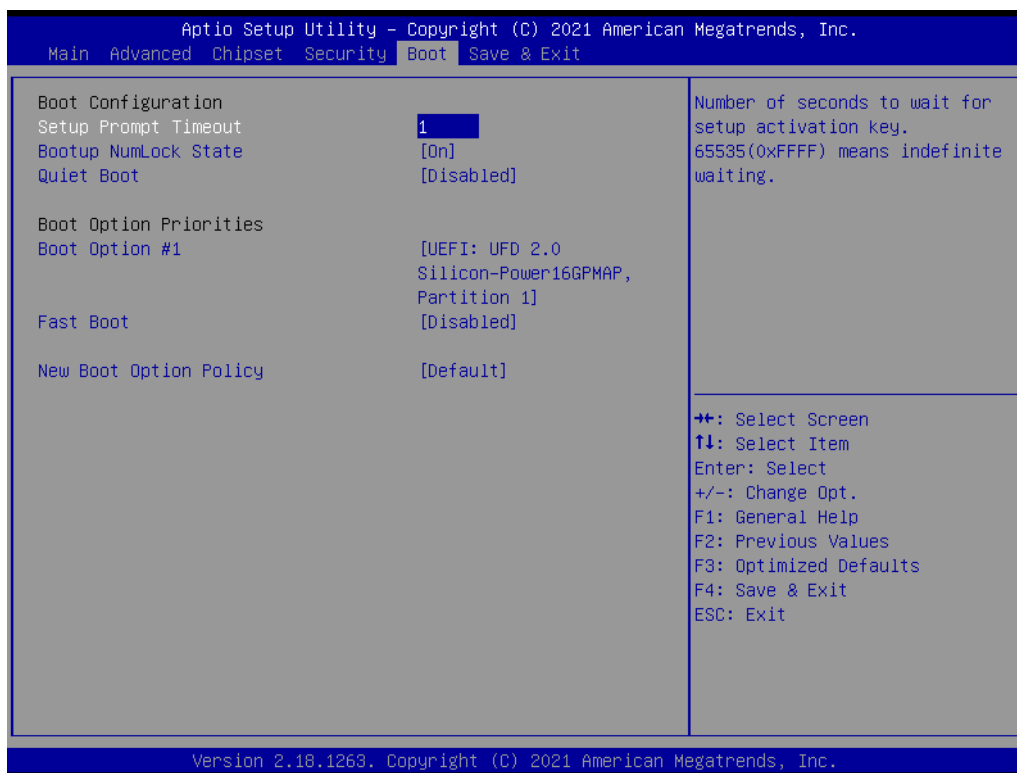 Aptio Setup Utility – Copyright (C) 2021 American Megatrends, Inc.
Main Advanced Chipset Security Boot Save & Exit
Boot Configuration
Setup Prompt Timeout 1
Bootup NumLock State [On]
Quiet Boot [Disabled]
Boot Option Priorities
Boot Option #1 [UEFI: UFD 2.0
Silicon-Power16GPMAP,
Partition 1]
Fast Boot [Disabled]
New Boot Option Policy [Default]
Number of seconds to wait for
setup activation key.
65535(0xFFFF) means indefinite
waiting.
→←: Select Screen
↑↓: Select Item
Enter: Select
+/-: Change Opt.
F1: General Help
F2: Previous Values
F3: Optimized Defaults
F4: Save & Exit
ESC: Exit
Version 2.18.1263. Copyright (C) 2021 American Megatrends, Inc.